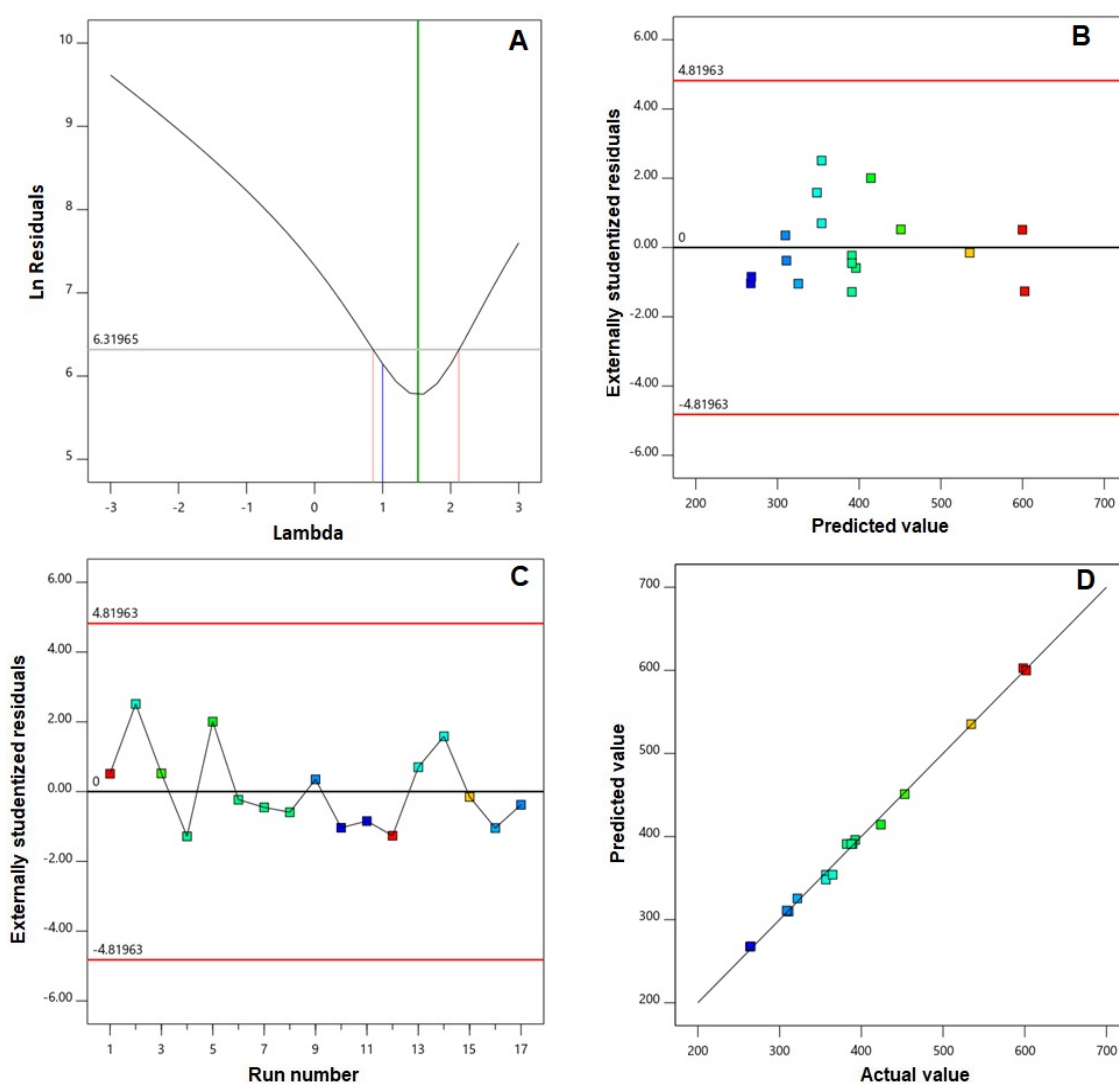 A
Ln Residuals
10
9
8
7
6.31965
6
5
-3 -2 -1 0 1 2 3
Lambda
B
Externally studentized residuals
6.00
4.81963
4.00
2.00
0
0.00
-2.00
-4.00
-4.81963
-6.00
200 300 400 500 600 700
Predicted value
C
Externally studentized residuals
6.00
4.81963
4.00
2.00
0
0.00
-2.00
-4.00
-4.81963
-6.00
1 3 5 7 9 11 13 15 17
Run number
D
Predicted value
700
600
500
400
300
200
200 300 400 500 600 700
Actual value